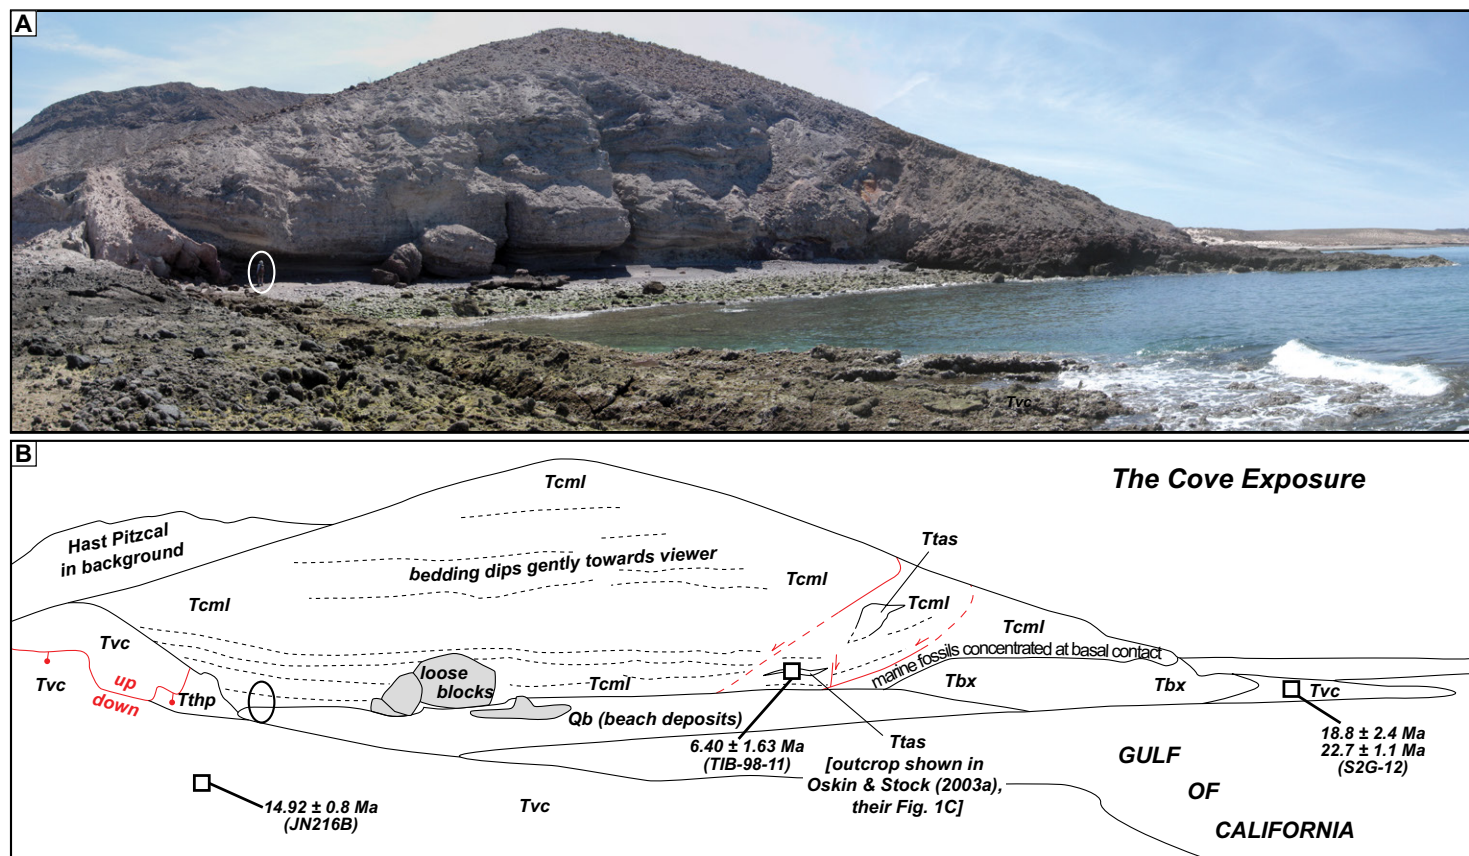 A
Tvc
B
The Cove Exposure
Tcml
Hast Pitzcal
in background
Ttas
bedding dips gently towards viewer
Tcml
Tcml
Tcml
Tcml
Tvc
marine fossils concentrated at basal contact
loose
blocks
Tvc
up
down
Tthp
Tcml
Tbx
Tbx
Tvc
Qb (beach deposits)
6.40 ± 1.63 Ma
(TIB-98-11)
Ttas
[outcrop shown in
Oskin & Stock (2003a),
their Fig. 1C]
18.8 ± 2.4 Ma
22.7 ± 1.1 Ma
(S2G-12)
GULF
OF
CALIFORNIA
14.92 ± 0.8 Ma
(JN216B)
Tvc